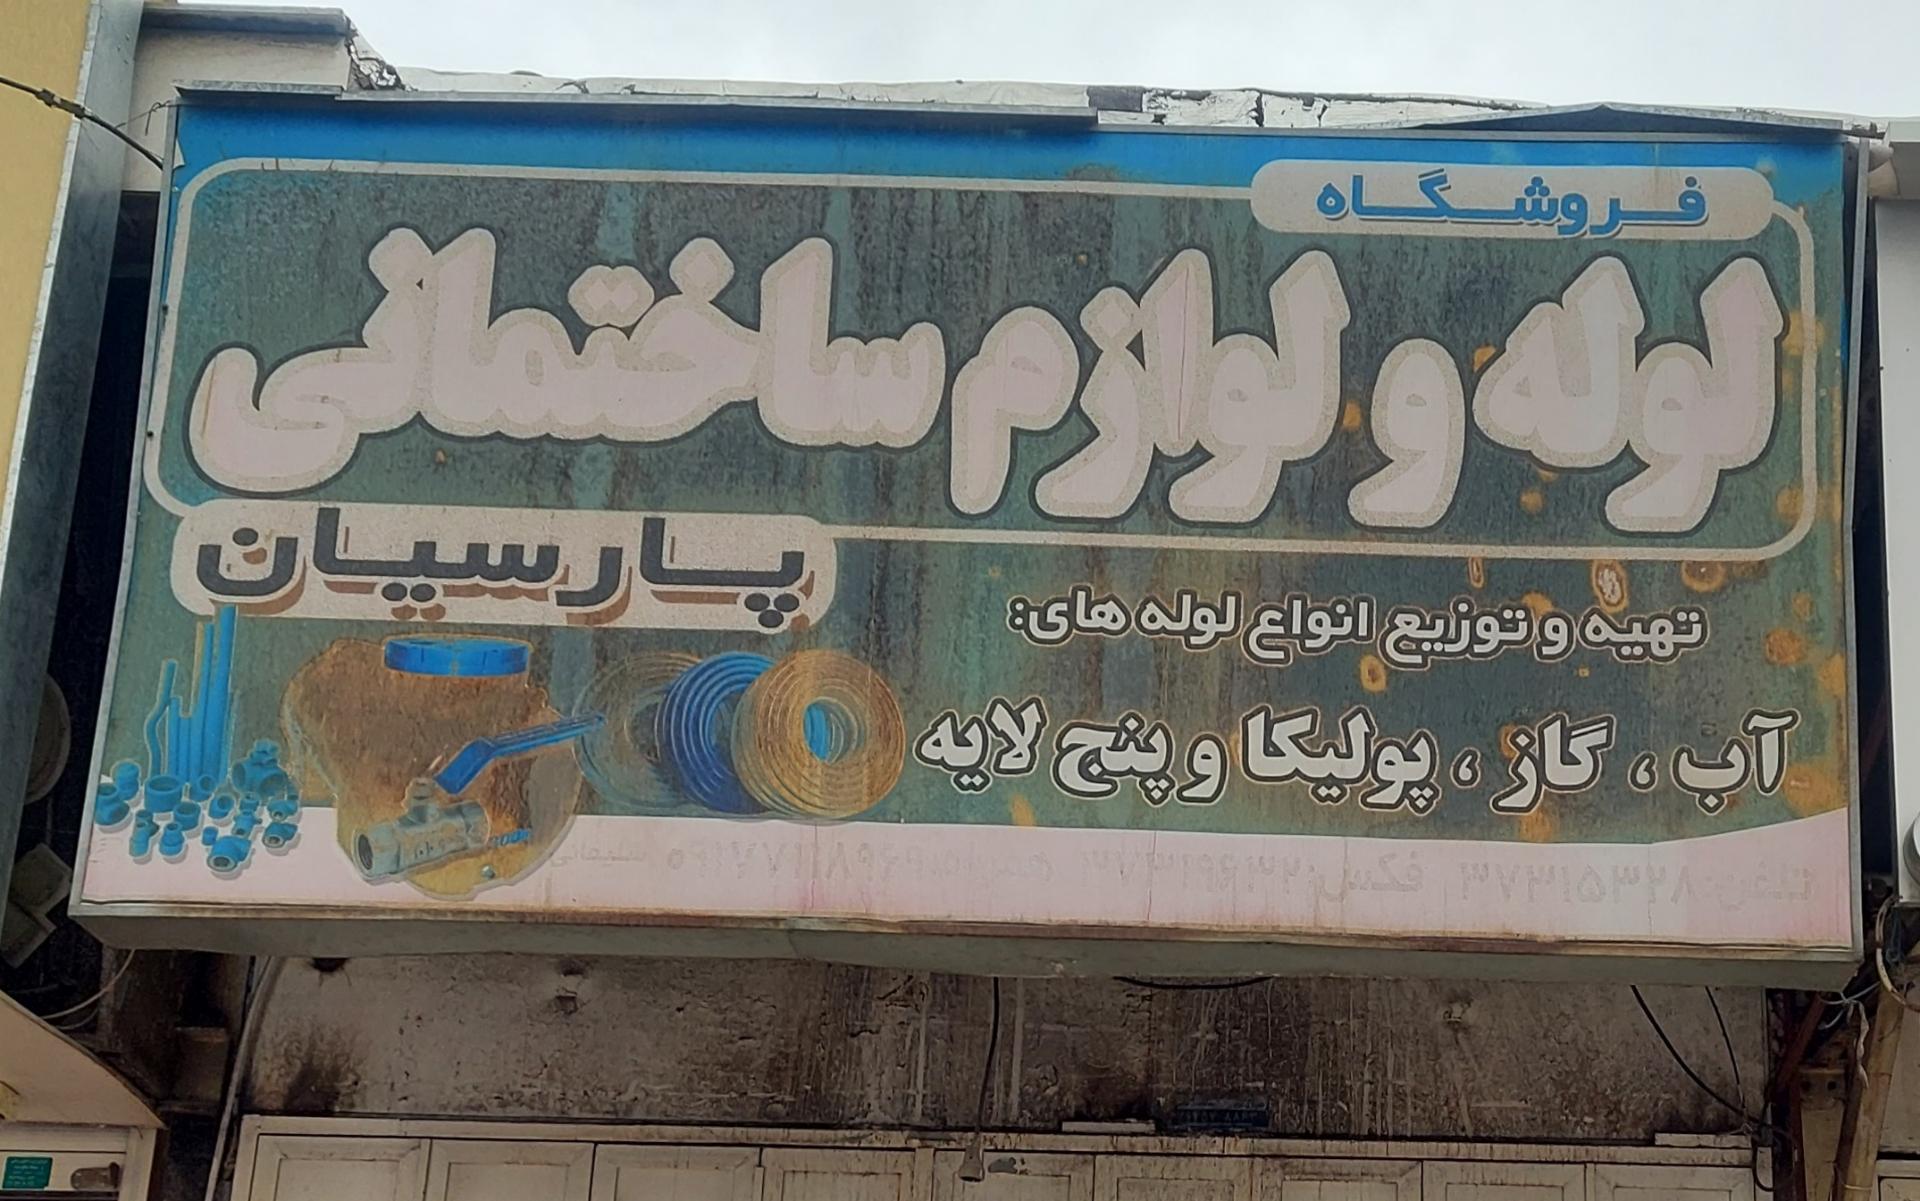 فروشگاه
لوله و لوازم ساختمانی
پارسیان
تهیه و توزیع انواع لوله های:
آب ، گاز ، پولیکا و پنج لایه